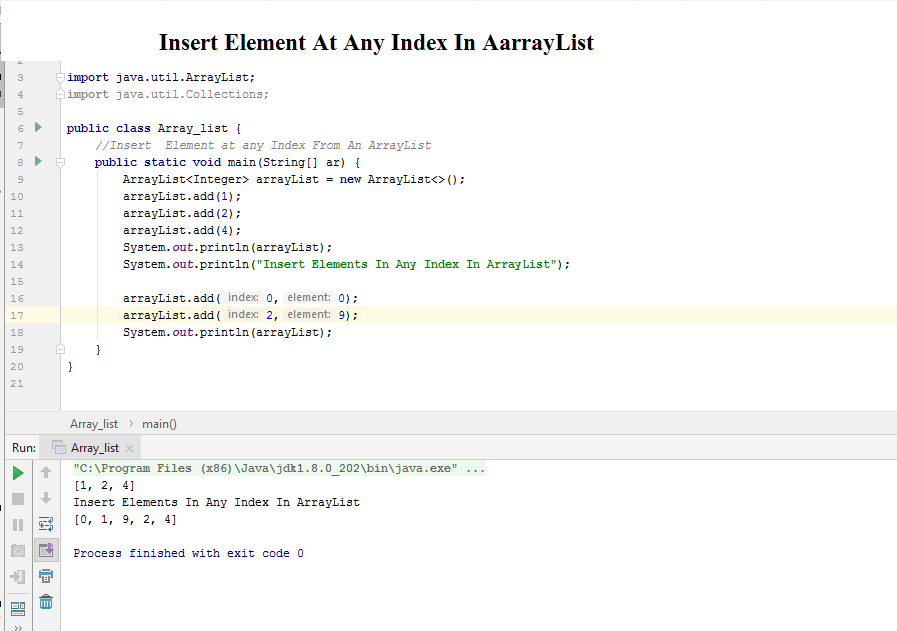 Insert Element At Any Index In AarrayList
2
3 import java.util.ArrayList;
4 import java.util.Collections;
5
6 public class Array_list {
7 //Insert  Element at any Index From An ArrayList
8 public static void main(String[] ar) {
9 ArrayList<Integer> arrayList = new ArrayList<>();
10 arrayList.add(1);
11 arrayList.add(2);
12 arrayList.add(4);
13 System.out.println(arrayList);
14 System.out.println("Insert Elements In Any Index In ArrayList");
15
16 arrayList.add( index: 0, element: 0);
17 arrayList.add( index: 2, element: 9);
18 System.out.println(arrayList);
19 }
20 }
21
Array_list › main()
Run: Array_list ×
"C:\Program Files (x86)\Java\jdk1.8.0_202\bin\java.exe" ...
[1, 2, 4]
Insert Elements In Any Index In ArrayList
[0, 1, 9, 2, 4]
Process finished with exit code 0